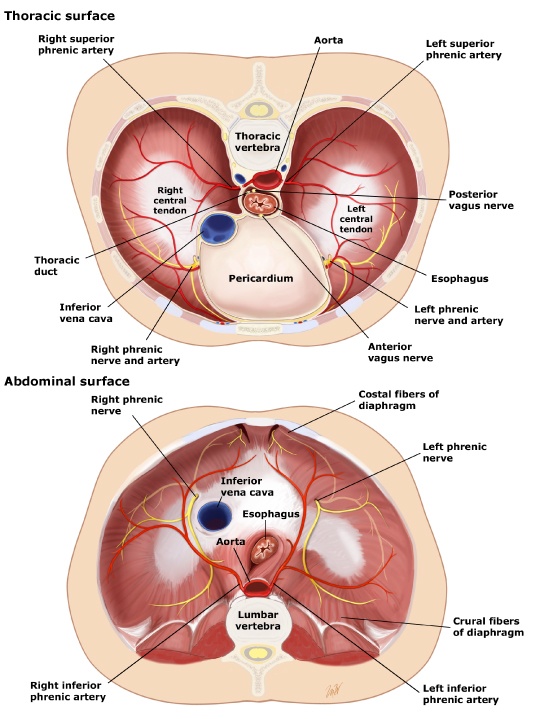 Thoracic surface
Right superior
phrenic artery
Aorta
Left superior
phrenic artery
Thoracic
vertebra
Right
central
tendon
Left
central
tendon
Posterior
vagus nerve
Thoracic
duct
Pericardium
Esophagus
Inferior
vena cava
Left phrenic
nerve and artery
Right phrenic
nerve and artery
Anterior
vagus nerve
Abdominal surface
Right phrenic
nerve
Costal fibers of
diaphragm
Left phrenic
nerve
Inferior
vena cava
Esophagus
Aorta
Lumbar
vertebra
Crural fibers
of diaphragm
Right inferior
phrenic artery
Left inferior
phrenic artery